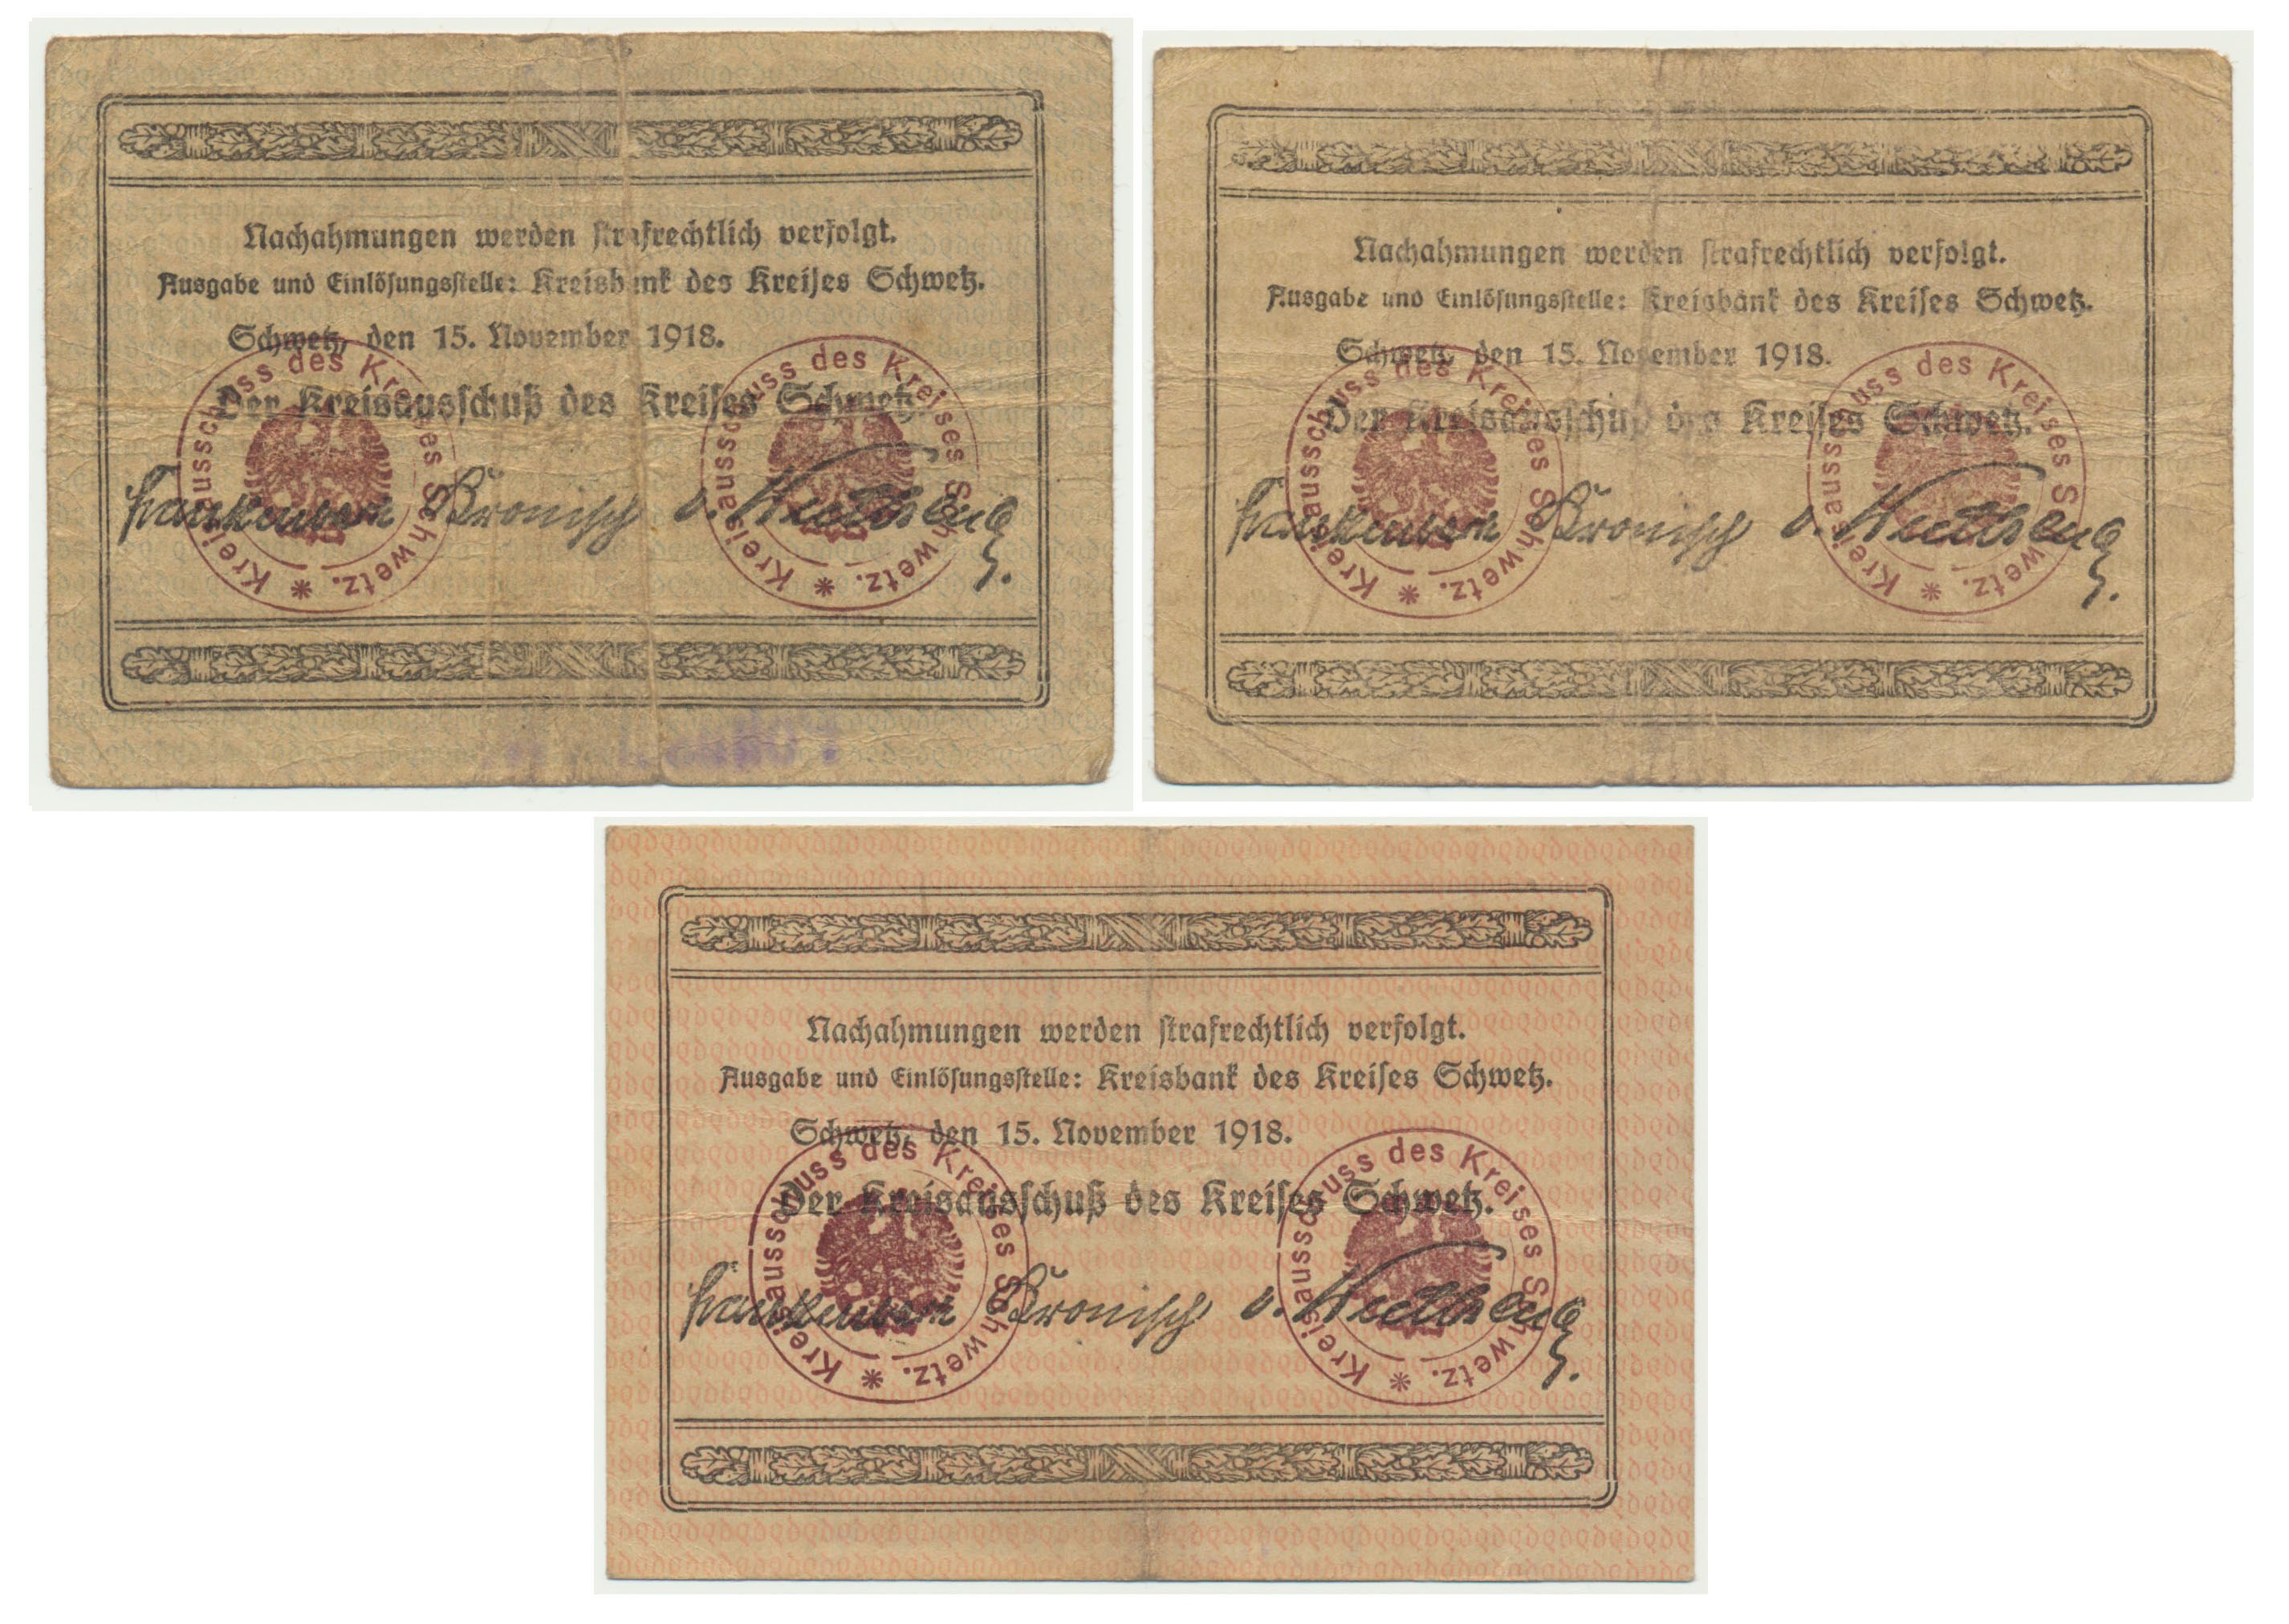 Nachahmungen werden strafrechtlich verfolgt.
Ausgabe und Einlösungsstelle: Kreisbank des Kreises Schwetz.
Schwetz, den 15. November 1918.
Der Kreisausschuß des Kreises Schwetz.
Kreisausschuss des Kreises Schwetz.
Kreisausschuss des Kreises Schwetz.
Bronisch
Nachahmungen werden strafrechtlich verfolgt.
Ausgabe und Einlösungsstelle: Kreisbank des Kreises Schwetz.
Schwetz, den 15. November 1918.
Der Kreisausschuß des Kreises Schwetz.
Kreisausschuss des Kreises Schwetz.
Kreisausschuss des Kreises Schwetz.
Bronisch
Nachahmungen werden strafrechtlich verfolgt.
Ausgabe und Einlösungsstelle: Kreisbank des Kreises Schwetz.
Schwetz, den 15. November 1918.
Der Kreisausschuß des Kreises Schwetz.
Kreisausschuss des Kreises Schwetz.
Kreisausschuss des Kreises Schwetz.
Bronisch